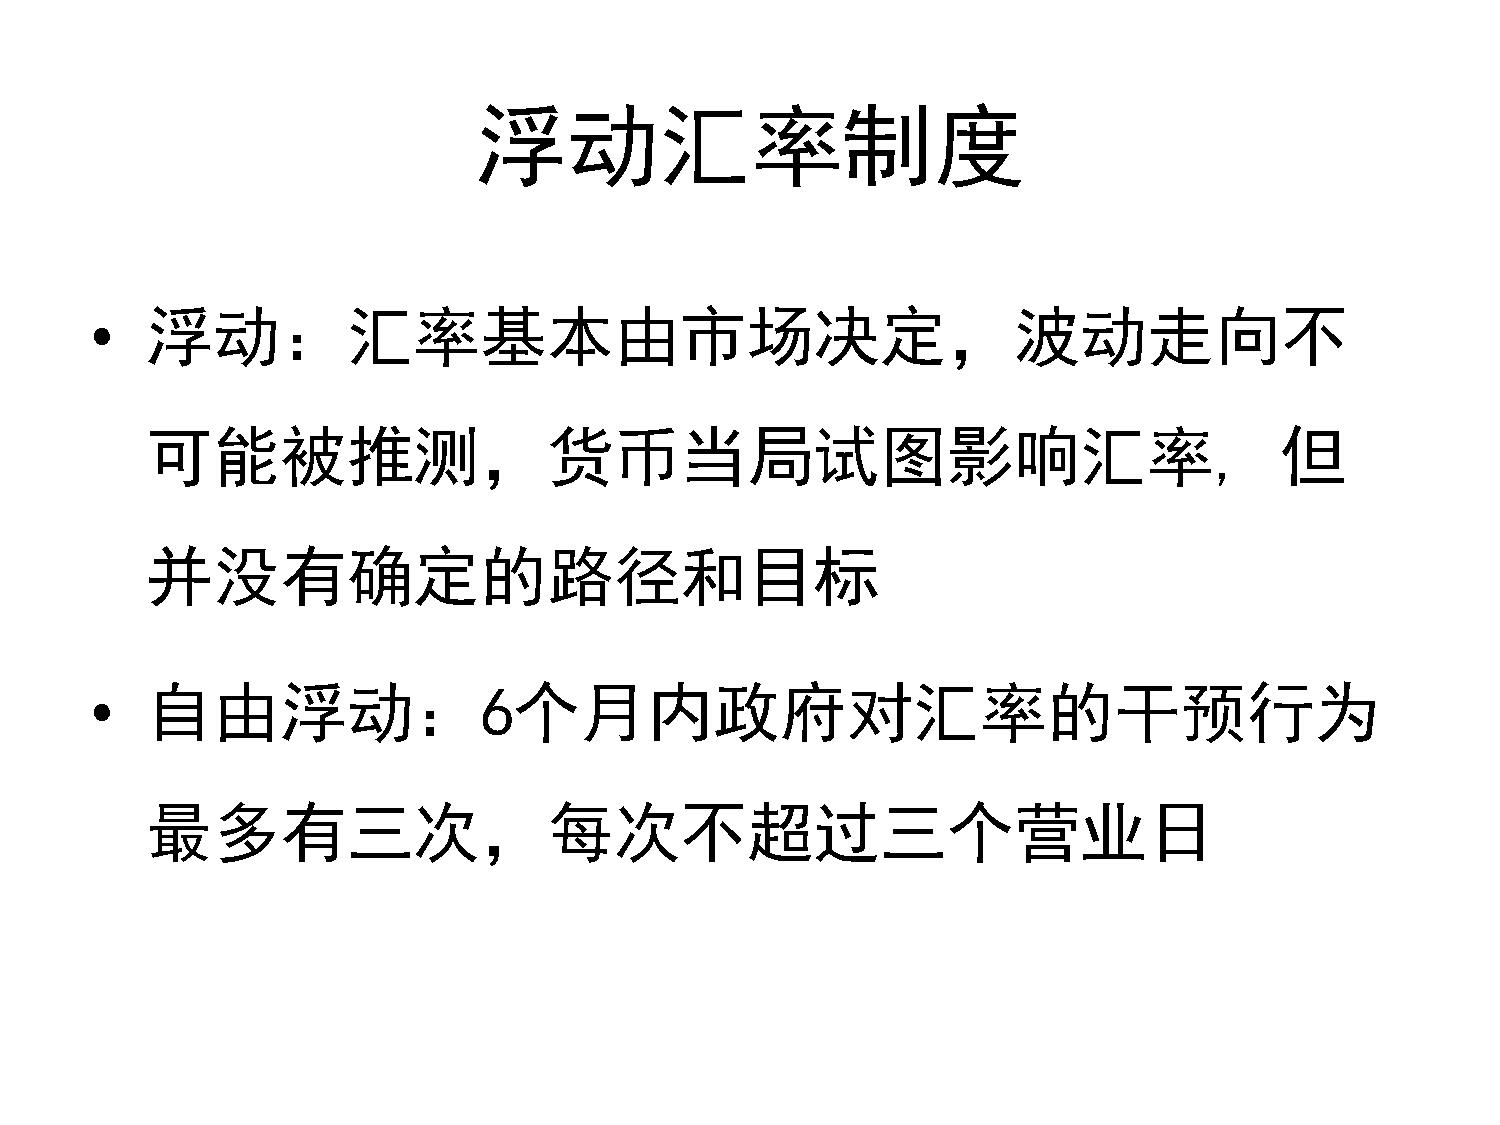 浮动汇率制度
• 浮动：汇率基本由市场决定，波动走向不
可能被推测，货币当局试图影响汇率, 但
并没有确定的路径和目标
• 自由浮动：6个月内政府对汇率的干预行为
最多有三次，每次不超过三个营业日